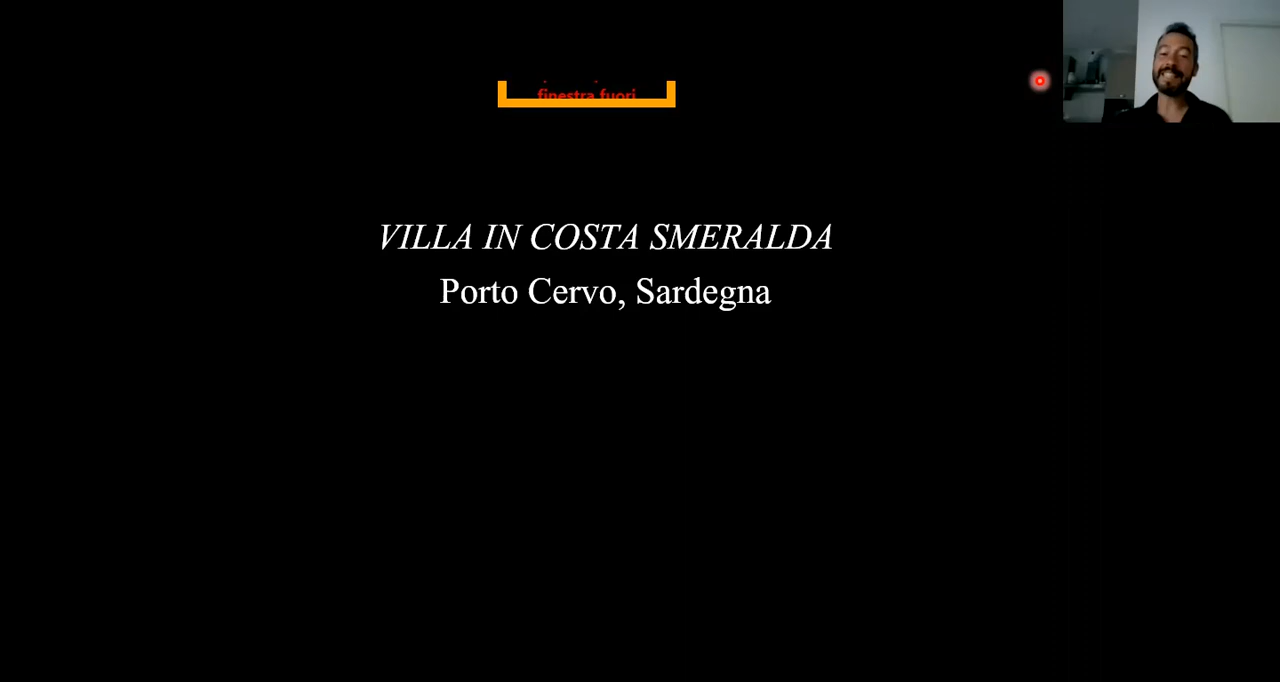 finestra fuori
VILLA IN COSTA SMERALDA
Porto Cervo, Sardegna